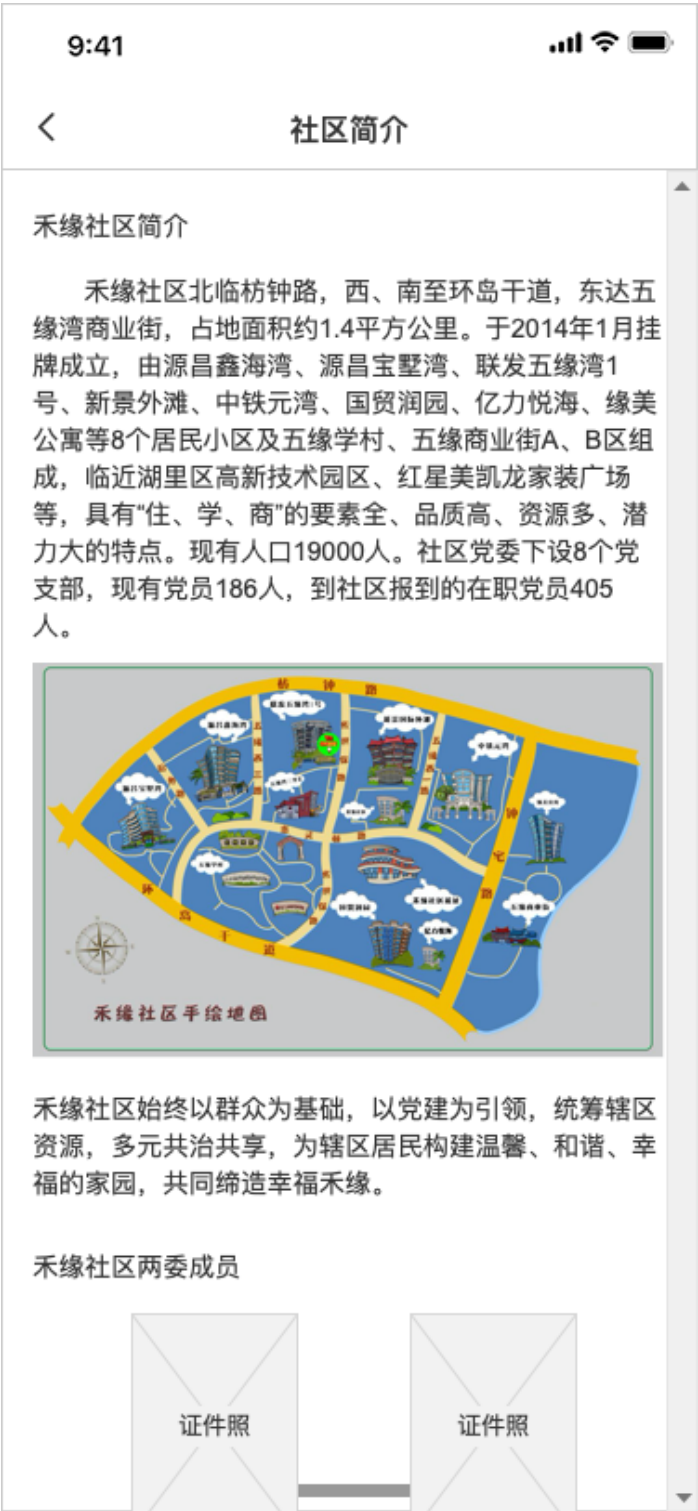 9:41
社区简介
禾缘社区简介
禾缘社区北临枋钟路，西、南至环岛干道，东达五
缘湾商业街，占地面积约1.4平方公里。于2014年1月挂
牌成立，由源昌鑫海湾、源昌宝墅湾、联发五缘湾1
号、新景外滩、中铁元湾、国贸润园、亿力悦海、缘美
公寓等8个居民小区及五缘学村、五缘商业街A、B区组
成，临近湖里区高新技术园区、红星美凯龙家装广场
等，具有“住、学、商”的要素全、品质高、资源多、潜
力大的特点。现有人口19000人。社区党委下设8个党
支部，现有党员186人，到社区报到的在职党员405
人。
枋钟路
联发五缘湾1号
中铁元湾
钟宅路
环岛干道
禾缘社区手绘地图
禾缘社区始终以群众为基础，以党建为引领，统筹辖区
资源，多元共治共享，为辖区居民构建温馨、和谐、幸
福的家园，共同缔造幸福禾缘。
禾缘社区两委成员
证件照
证件照